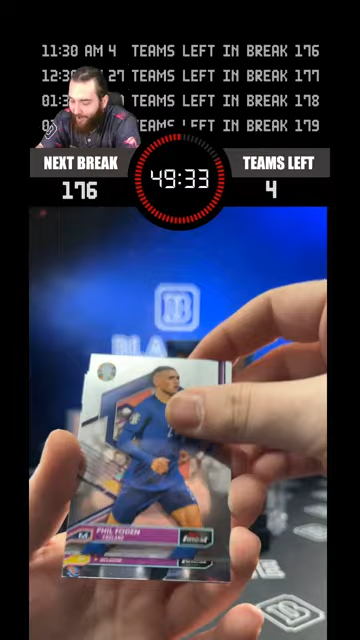 11:30 AM 4 TEAMS LEFT IN BREAK 176
12:30 27 TEAMS LEFT IN BREAK 177
TEAMS LEFT IN BREAK 178
TEAMS LEFT IN BREAK 179
NEXT BREAK
176
49:33
TEAMS LEFT
4
BLA
PHIL FODEN
ENGLAND